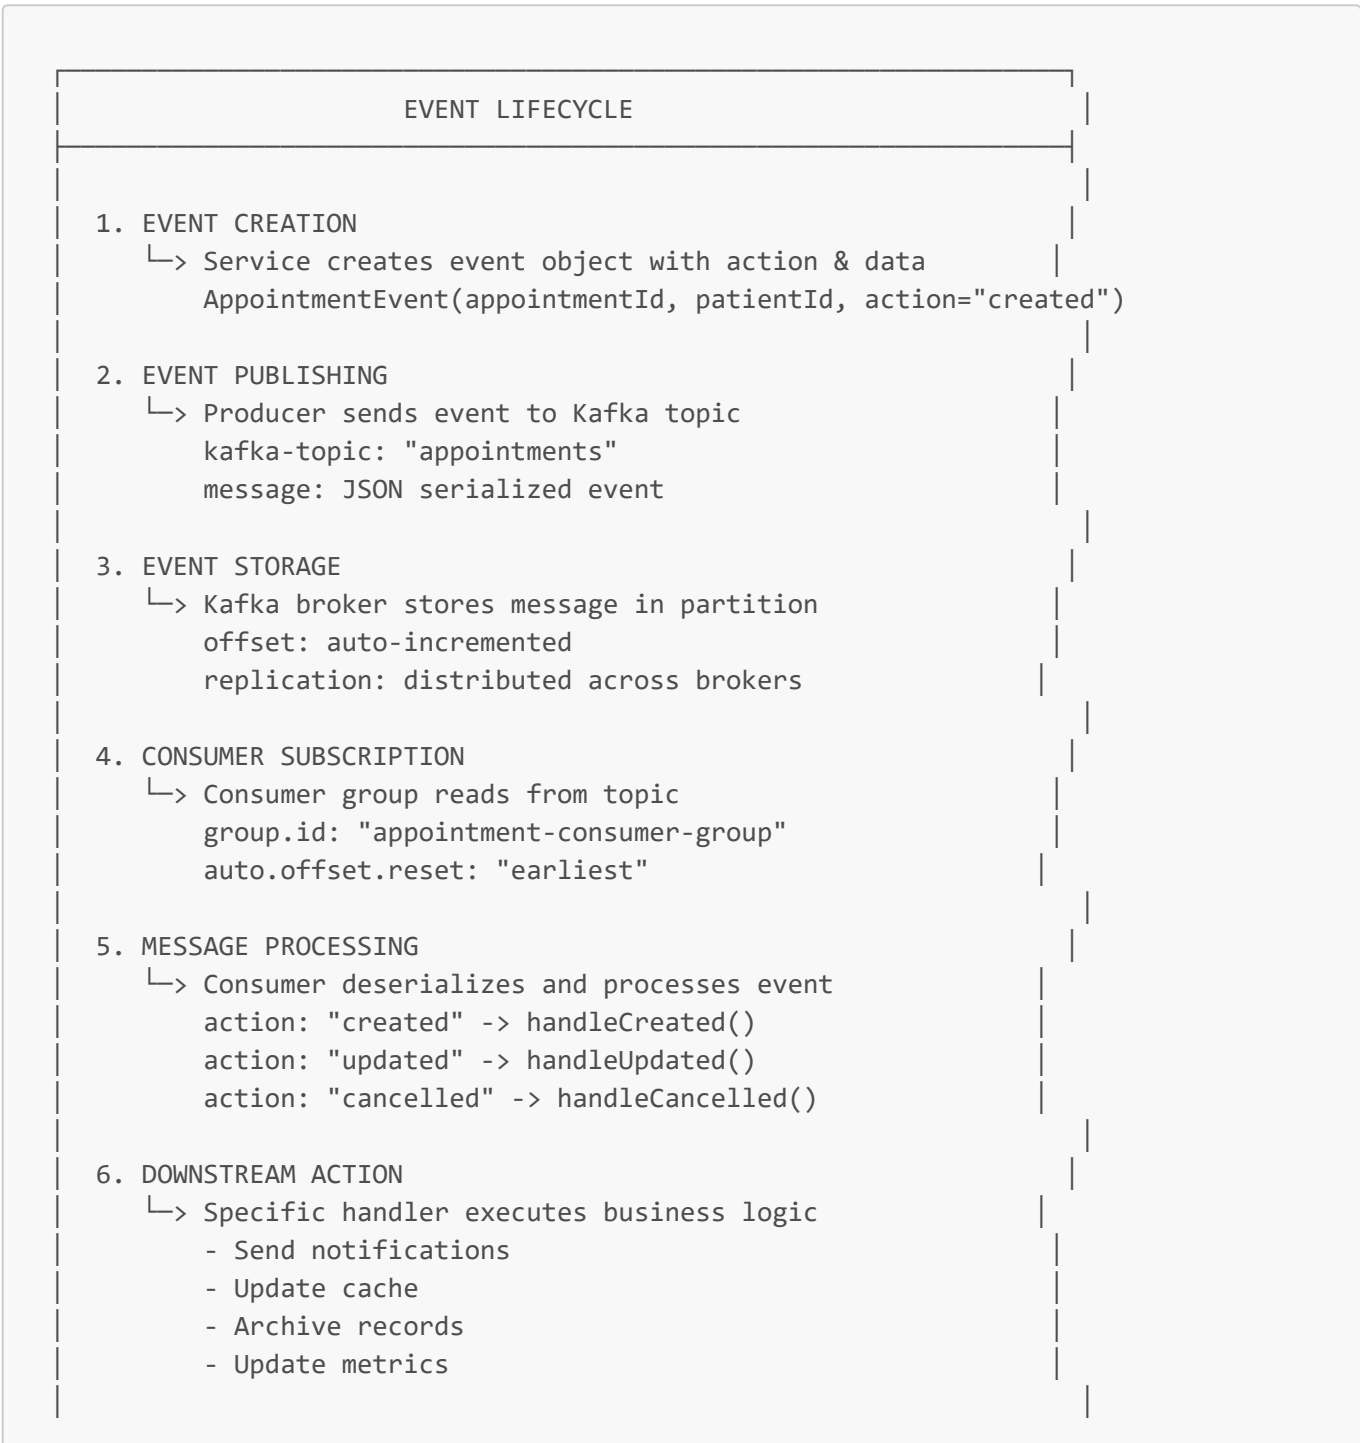 EVENT LIFECYCLE
1. EVENT CREATION
└─> Service creates event object with action & data
AppointmentEvent(appointmentId, patientId, action="created")
2. EVENT PUBLISHING
└─> Producer sends event to Kafka topic
kafka-topic: "appointments"
message: JSON serialized event
3. EVENT STORAGE
└─> Kafka broker stores message in partition
offset: auto-incremented
replication: distributed across brokers
4. CONSUMER SUBSCRIPTION
└─> Consumer group reads from topic
group.id: "appointment-consumer-group"
auto.offset.reset: "earliest"
5. MESSAGE PROCESSING
└─> Consumer deserializes and processes event
action: "created" -> handleCreated()
action: "updated" -> handleUpdated()
action: "cancelled" -> handleCancelled()
6. DOWNSTREAM ACTION
└─> Specific handler executes business logic
- Send notifications
- Update cache
- Archive records
- Update metrics